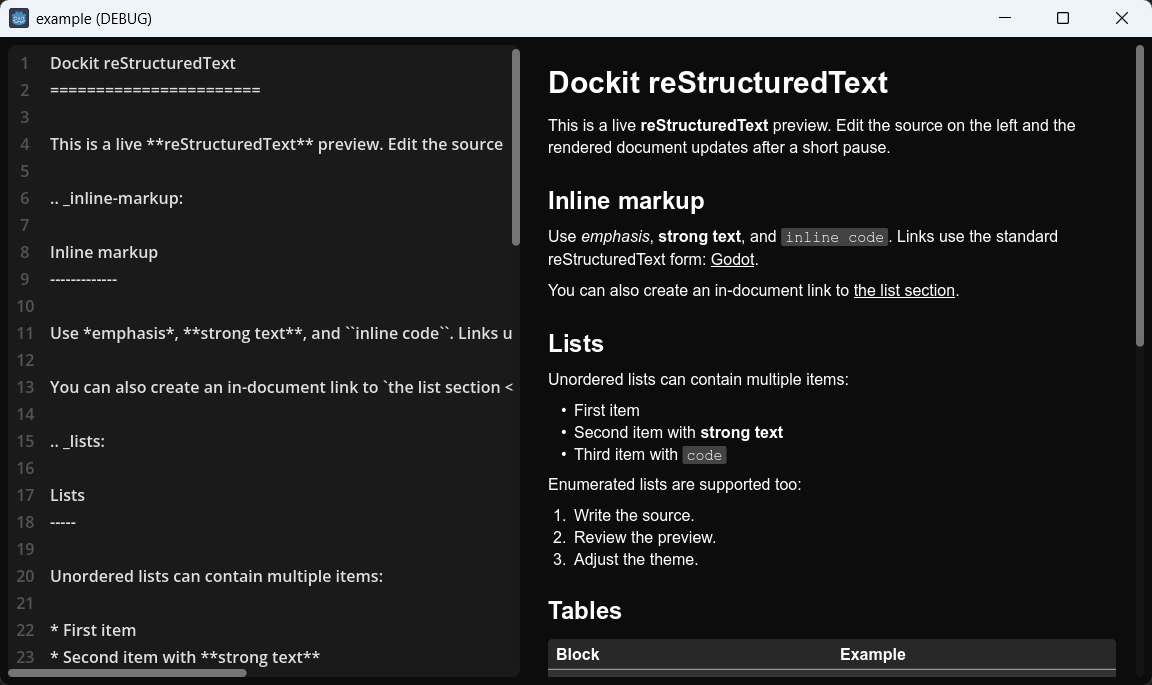 example (DEBUG)
1 Dockit reStructuredText
2 =======================
3
4 This is a live **reStructuredText** preview. Edit the source
5
6 .. _inline-markup:
7
8 Inline markup
9 -------------
10
11 Use *emphasis*, **strong text**, and ``inline code``. Links u
12
13 You can also create an in-document link to `the list section <
14
15 .. _lists:
16
17 Lists
18 -----
19
20 Unordered lists can contain multiple items:
21
22 * First item
23 * Second item with **strong text**
Dockit reStructuredText
This is a live reStructuredText preview. Edit the source on the left and the
rendered document updates after a short pause.
Inline markup
Use emphasis, strong text, and inline code. Links use the standard
reStructuredText form: Godot.
You can also create an in-document link to the list section.
Lists
Unordered lists can contain multiple items:
• First item
• Second item with strong text
• Third item with code
Enumerated lists are supported too:
1. Write the source.
2. Review the preview.
3. Adjust the theme.
Tables
Block Example